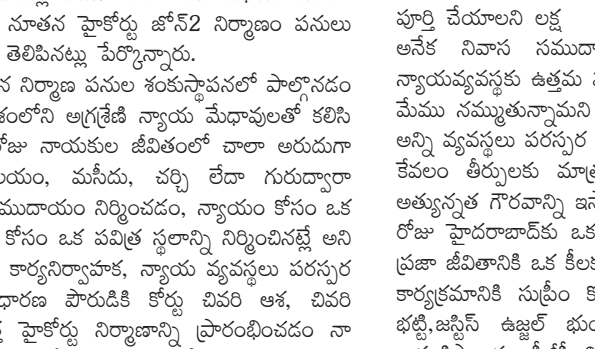 నూతన హైకోర్టు జోన్2 నిర్మాణం పనులు
తెలిపినట్లు పేర్కొన్నారు.
న నిర్మాణ పనుల శంకుస్థాపనలో పాల్గొనడం
శంలోని అగ్రశ్రేణి న్యాయ మేధావులతో కలిసి
రోజు నాయకుల జీవితంలో చాలా అరుదుగా
లయం, మసీదు, చర్చి లేదా గురుద్వారా
ముదాయం నిర్మించడం, న్యాయం కోసం ఒక
కోసం ఒక పవిత్ర స్థలాన్ని నిర్మించినట్లే అని
కార్యనిర్వాహక, న్యాయ వ్యవస్థలు పరస్పర
ధారణ పౌరుడికి కోర్టు చివరి ఆశ, చివరి
హైకోర్టు నిర్మాణాన్ని ప్రారంభించడం నా
పూర్తి చేయాలని లక్ష
అనేక నివాస సముదా
న్యాయవ్యవస్థకు ఉత్తమ
మేము నమ్ముతున్నామని
అన్ని వ్యవస్థలు పరస్పర
కేవలం తీర్పులకు మాత్ర
అత్యున్నత గౌరవాన్ని ఇస
రోజు హైదరాబాద్‌కు ఒక
ప్రజా జీవితానికి ఒక కీలక
కార్యక్రమానికి సుప్రీం క
భట్టి,జస్టిస్ ఉజ్జల్ భు